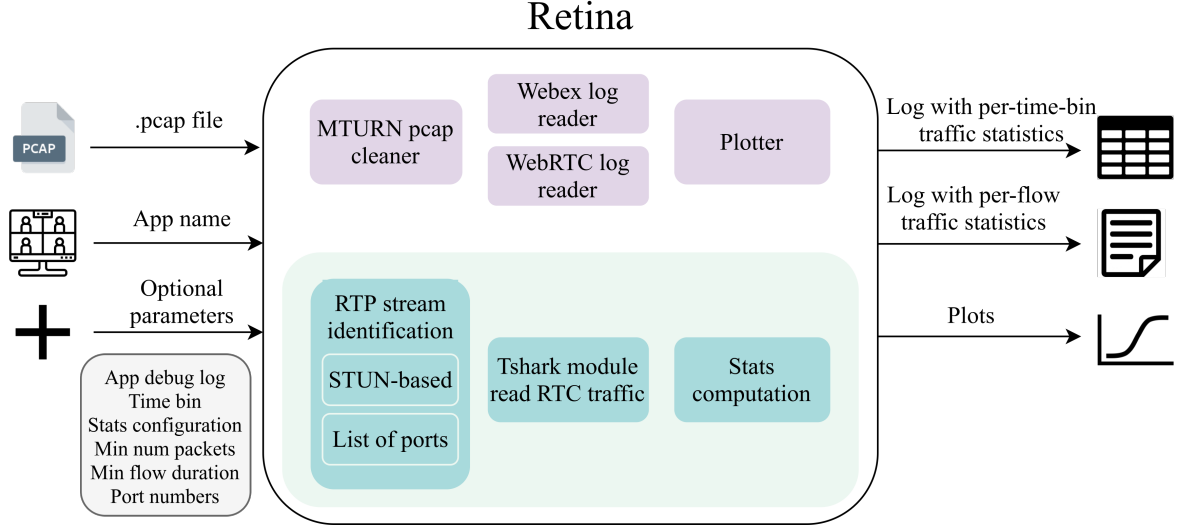 Retina
PCAP
.pcap file
App name
Optional
parameters
App debug log
Time bin
Stats configuration
Min num packets
Min flow duration
Port numbers
MTURN pcap
cleaner
Webex log
reader
WebRTC log
reader
Plotter
RTP stream
identification
STUN-based
List of ports
Tshark module
read RTC traffic
Stats
computation
Log with per-time-bin
traffic statistics
Log with per-flow
traffic statistics
Plots